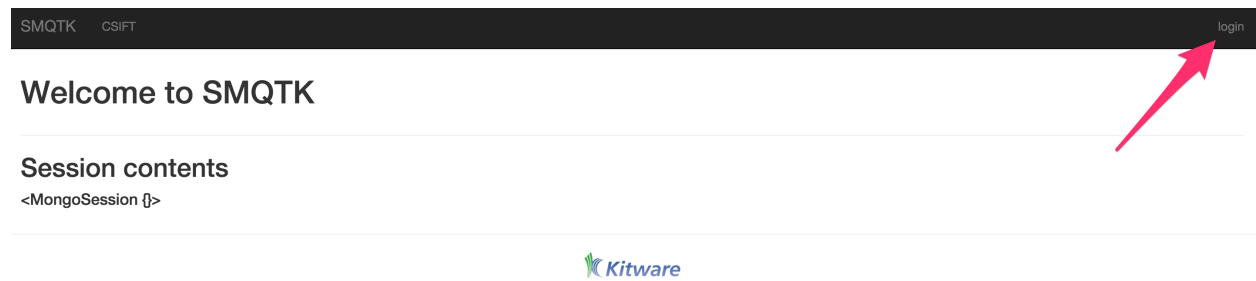 SMQTK CSIFT login
Welcome to SMQTK
Session contents
<MongoSession {}>
Kitware